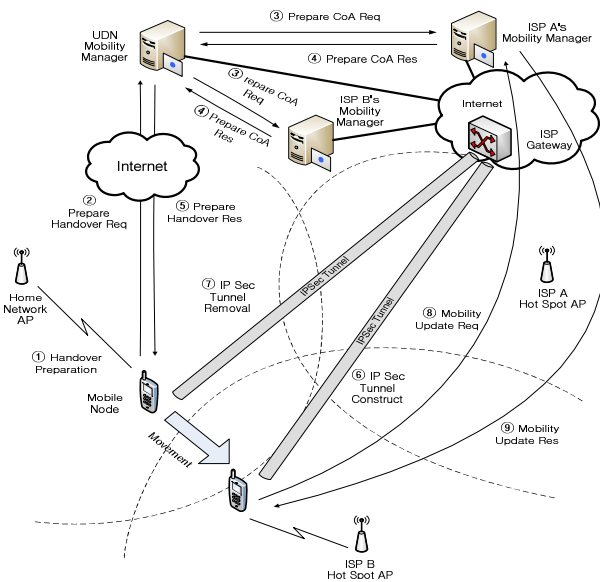 ③ Prepare CoA Req
UDN
Mobility
Manager
ISP A's
Mobility Manager
④ Prepare CoA Res
③ repare CoA
Req
④ Prepare CoA
Res
ISP B's
Mobility
Manager
Internet
ISP
Gateway
Internet
②
Prepare
Handover Req
⑤ Prepare
Handover Res
Home
Network
AP
⑦ IP Sec
Tunnel
Removal
IPSec Tunnel
IPSec Tunnel
⑧ Mobility
Update Req
ISP A
Hot Spot AP
① Handover
Preparation
Mobile
Node
⑥ IP Sec
Tunnel
Construct
Movement
⑨ Mobility
Update Res
ISP B
Hot Spot AP